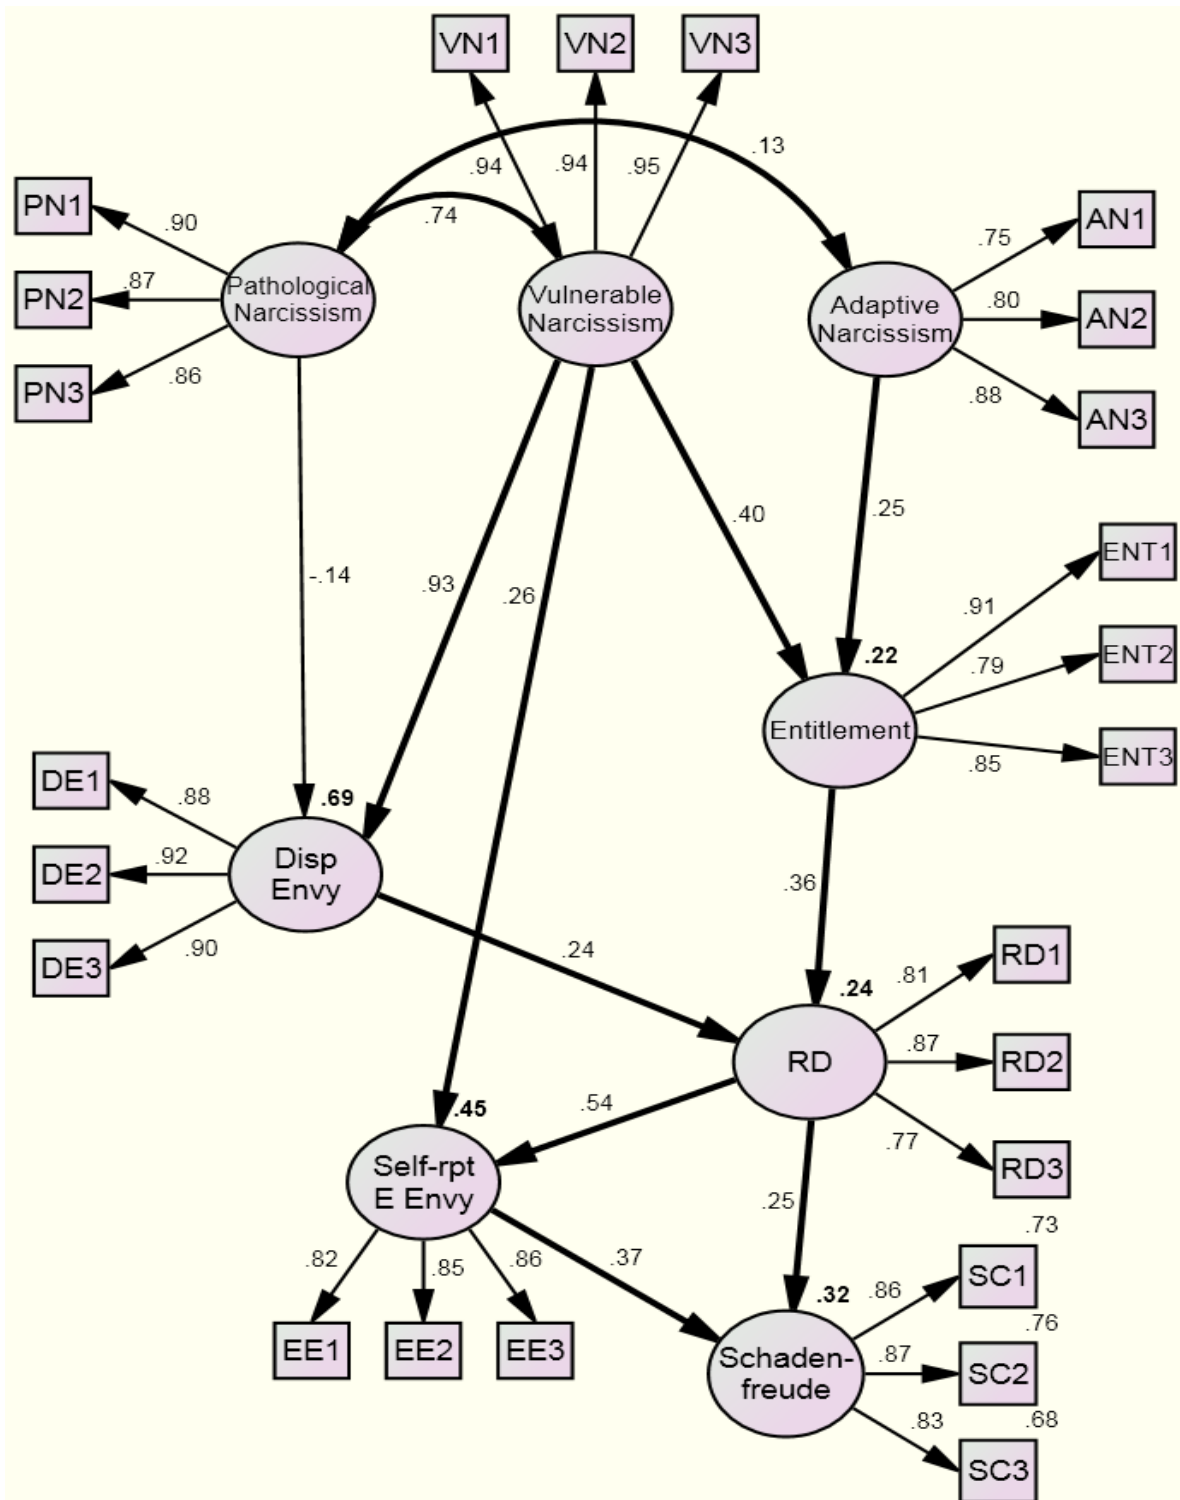 VN1
VN2
VN3
.13
.94
.94
.95
PN1
.90
.74
AN1
.75
PN2
.87
Pathological
Narcissism
Vulnerable
Narcissism
Adaptive
Narcissism
.80
AN2
PN3
.86
.88
AN3
.40
.25
-.14
.93
.26
ENT1
.91
.22
.79
ENT2
Entitlement
.85
ENT3
DE1
.88
.69
DE2
.92
Disp
Envy
.36
DE3
.90
.24
.24
.81
RD1
RD
.87
RD2
.54
.45
.77
RD3
Self-rpt
E Envy
.25
.73
.82
.85
.86
.37
.32
.86
SC1
.76
EE1
EE2
EE3
Schaden-
freude
.87
SC2
.83
.68
SC3